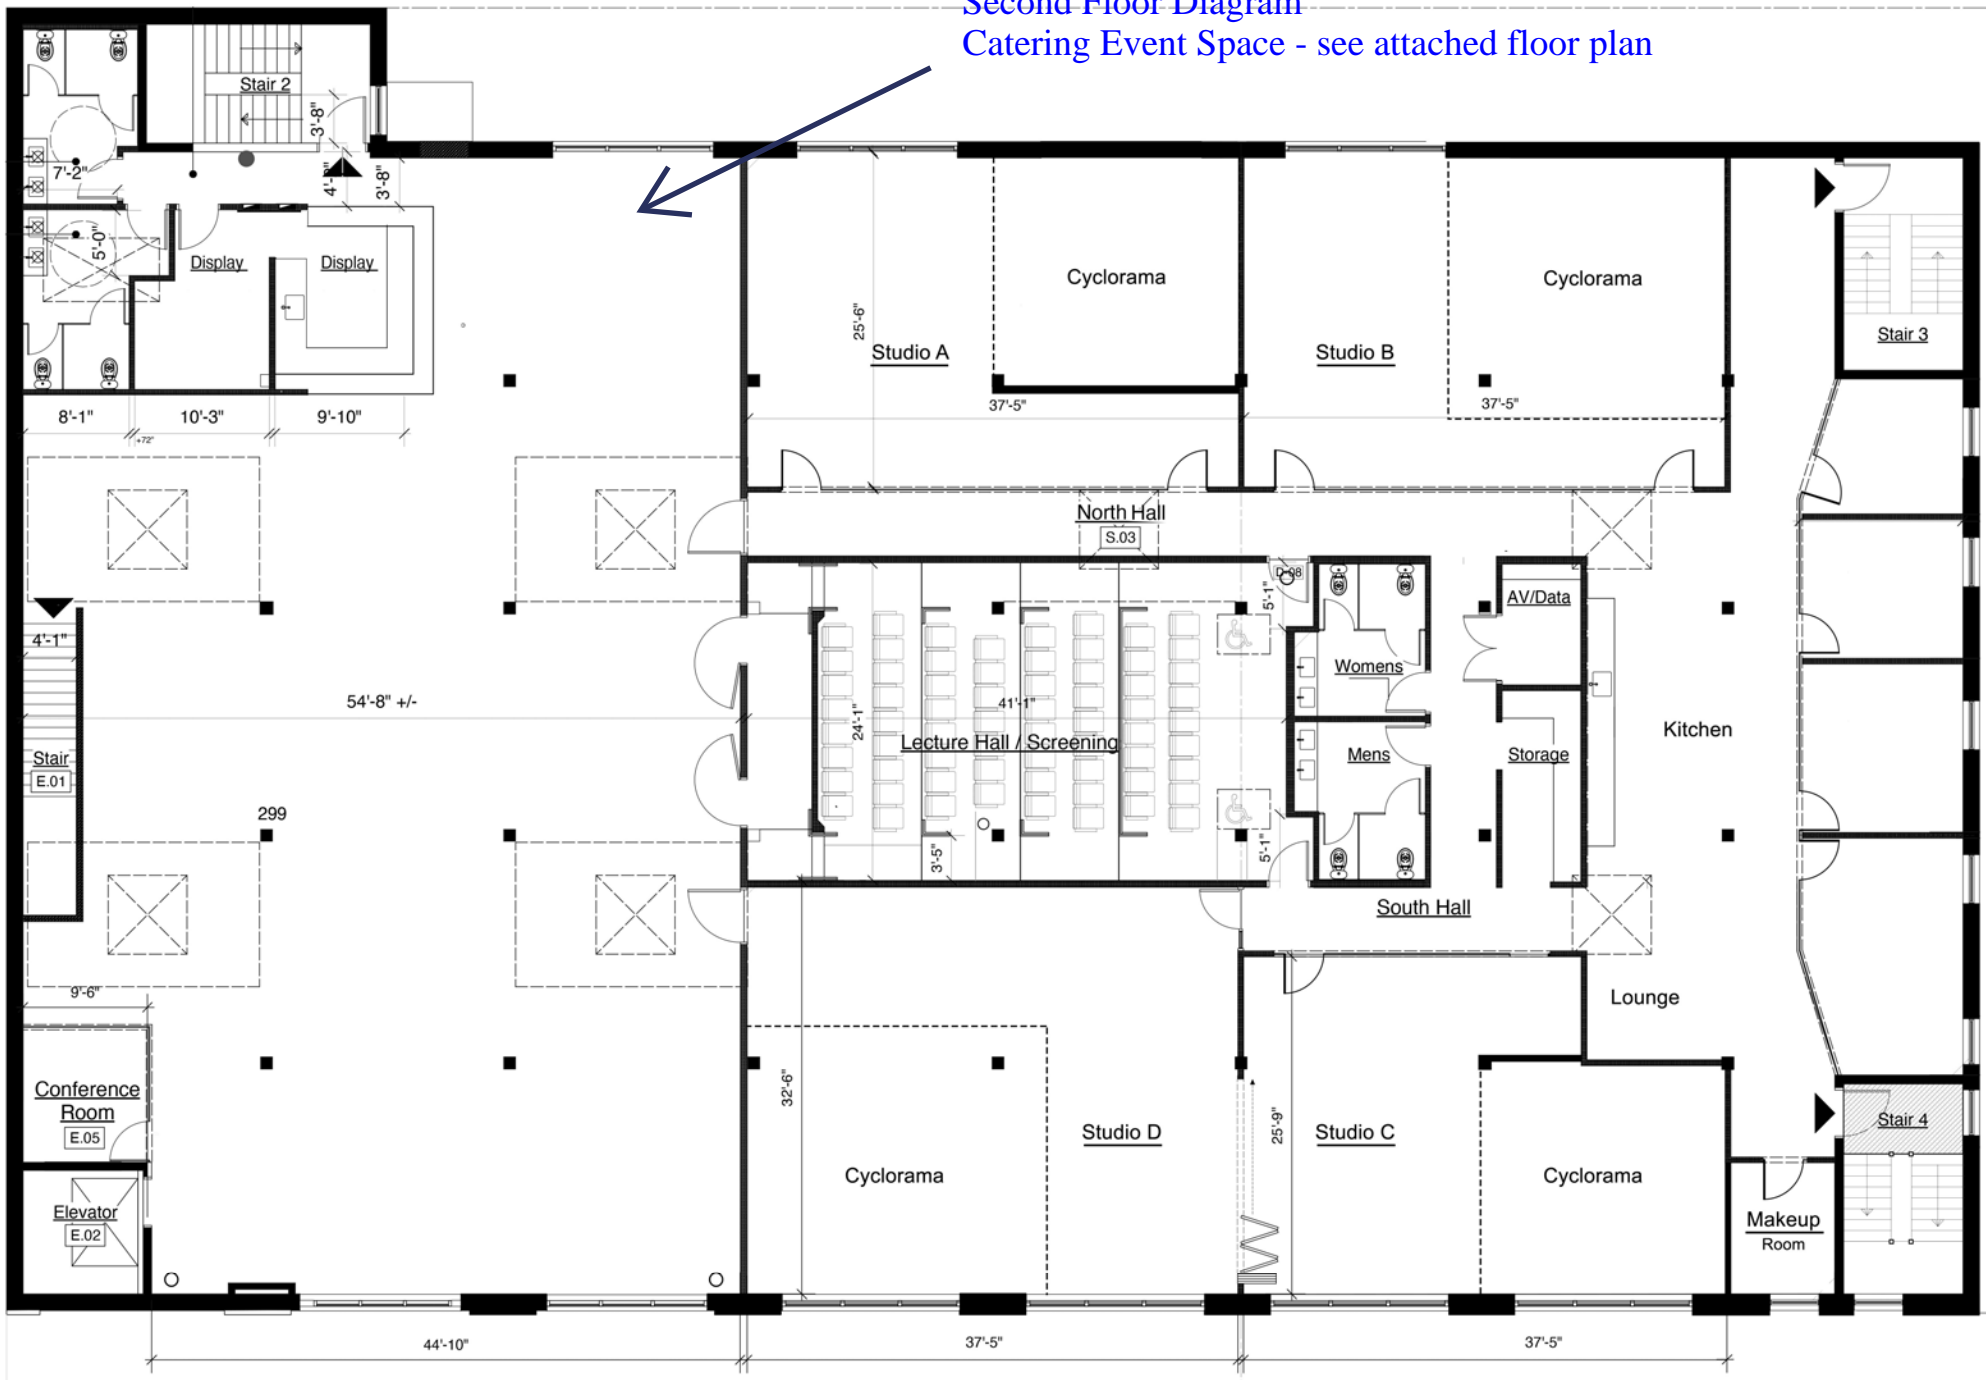 Second Floor Diagram
Catering Event Space - see attached floor plan
Stair 2
3'-8"
7'-2"
3'-8"
5'-0"
Display
Display
Cyclorama
Cyclorama
25'-6"
Studio A
Studio B
Stair 3
8'-1"
10'-3"
9'-10"
+72"
37'-5"
37'-5"
North Hall
S.03
D-08
5'-1"
AV/Data
4'-1"
Womens
54'-8" +/-
41'-1"
24'-1"
Lecture Hall / Screening
Kitchen
Mens
Storage
Stair
E.01
299
3'-5"
5'-1"
South Hall
9'-6"
Lounge
Conference
Room
E.05
32'-6"
25'-9"
Studio D
Studio C
Stair 4
Cyclorama
Cyclorama
Elevator
E.02
Makeup
Room
44'-10"
37'-5"
37'-5"